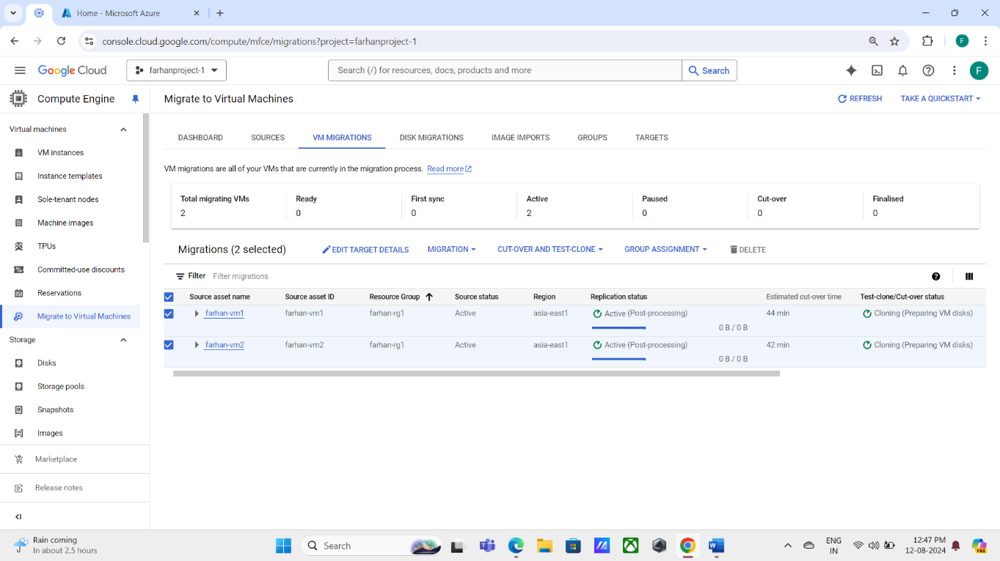 Home - Microsoft Azure
console.cloud.google.com/compute/mfce/migrations?project=farhanproject-1
F
Google Cloud
farhanproject-1
Search (/) for resources, docs, products and more
Search
F
Compute Engine
Migrate to Virtual Machines
REFRESH
TAKE A QUICKSTART
Virtual machines
VM instances
Instance templates
Sole-tenant nodes
Machine images
TPUs
Committed-use discounts
Reservations
Migrate to Virtual Machines
Storage
Disks
Storage pools
Snapshots
Images
Marketplace
Release notes
DASHBOARD SOURCES VM MIGRATIONS DISK MIGRATIONS IMAGE IMPORTS GROUPS TARGETS
VM migrations are all of your VMs that are currently in the migration process. Read more
Total migrating VMs Ready First sync Active Paused Cut-over Finalised
2 0 0 2 0 0 0
Migrations (2 selected) EDIT TARGET DETAILS MIGRATION CUT-OVER AND TEST-CLONE GROUP ASSIGNMENT DELETE
Filter Filter migrations
Source asset name Source asset ID Resource Group Source status Region Replication status Estimated cut-over time Test-clone/Cut-over status
farhan-vm1 farhan-vm1 farhan-rg1 Active asia-east1 Active (Post-processing) 44 min Cloning (Preparing VM disks)
0 B / 0 B
farhan-vm2 farhan-vm2 farhan-rg1 Active asia-east1 Active (Post-processing) 42 min Cloning (Preparing VM disks)
0 B / 0 B
Rain coming
In about 2.5 hours
Search
ENG
IN
12:47 PM
12-08-2024
PRE